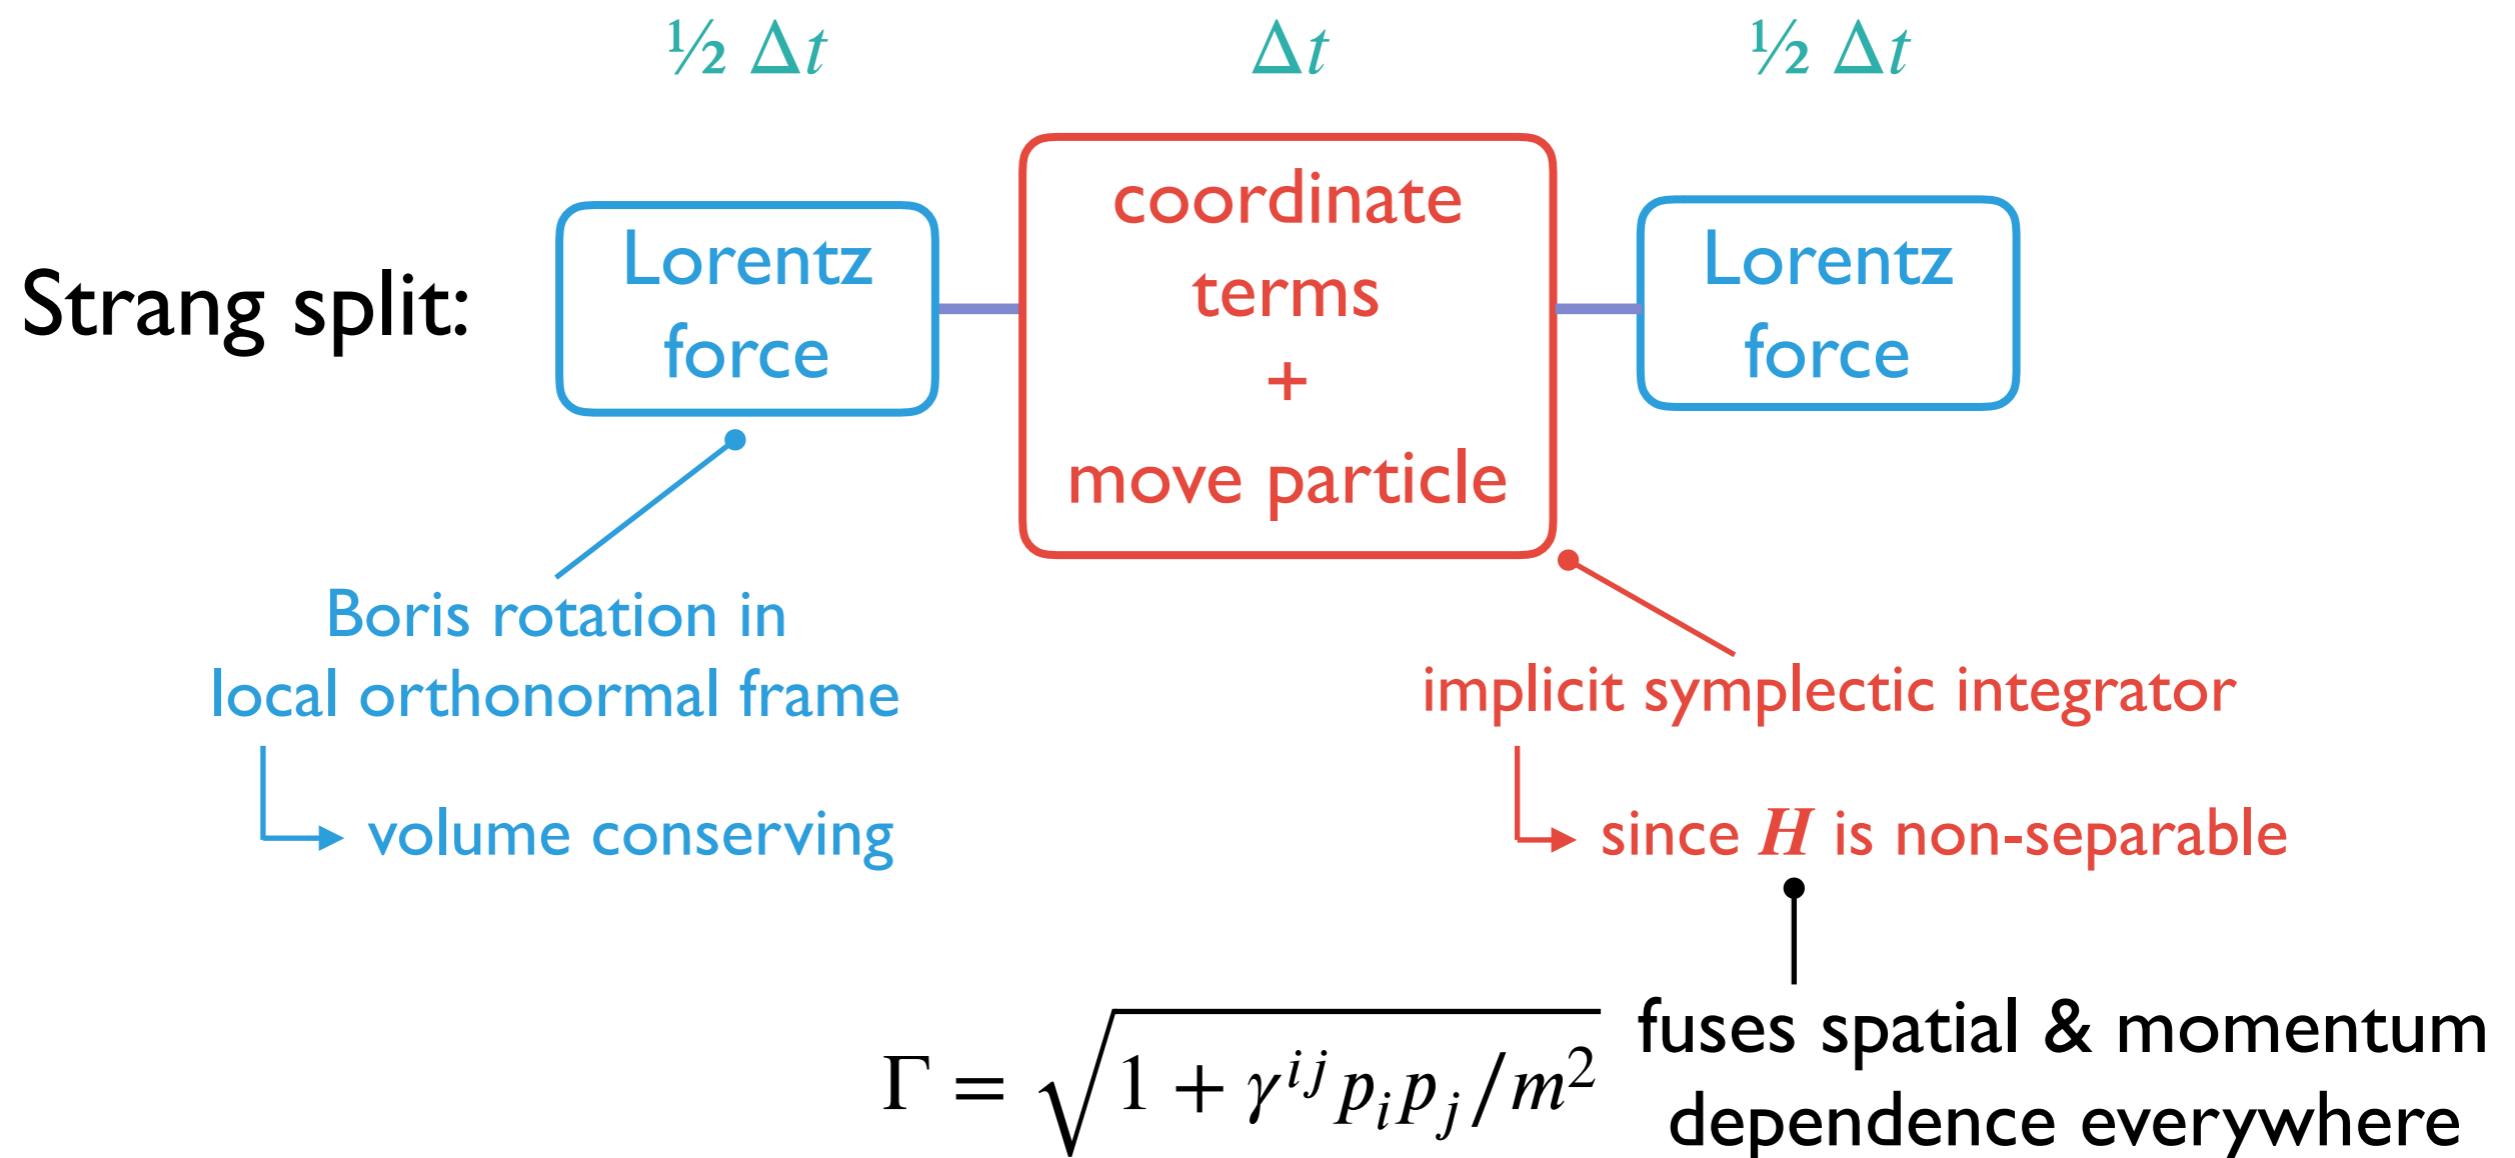 ½ Δt
Δt
½ Δt
Strang split:
Lorentz
force
coordinate
terms
+
move particle
Lorentz
force
Boris rotation in
local orthonormal frame
volume conserving
implicit symplectic integrator
since H is non-separable
Γ = √(1 + γ^{ij} p_i p_j / m²)
fuses spatial & momentum
dependence everywhere